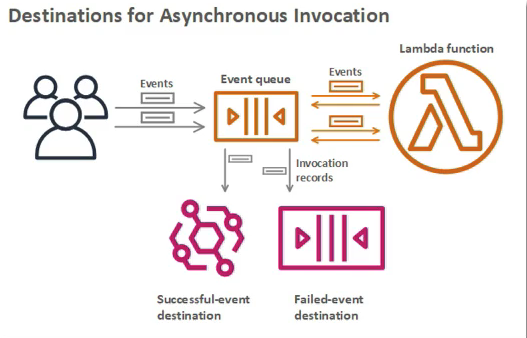 Destinations for Asynchronous Invocation
Lambda function
Events
Event queue
Events
Invocation
records
Successful-event
destination
Failed-event
destination